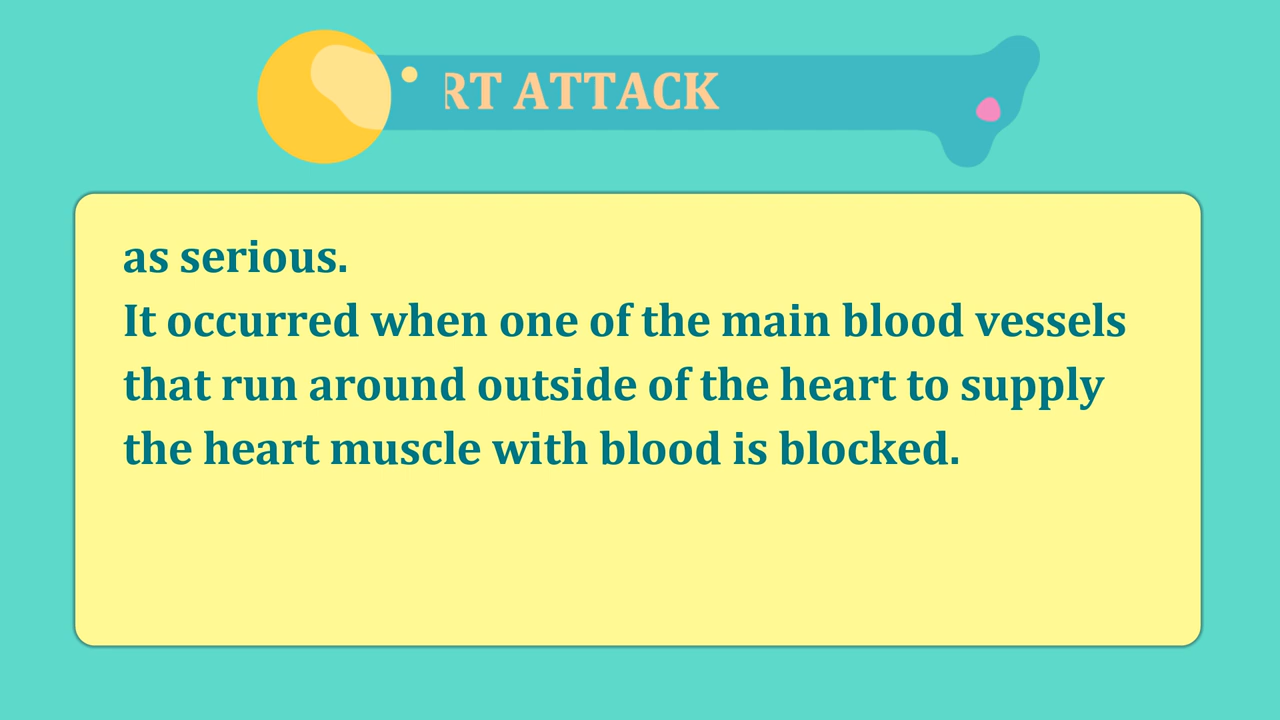 RT ATTACK
as serious.
It occurred when one of the main blood vessels
that run around outside of the heart to supply
the heart muscle with blood is blocked.